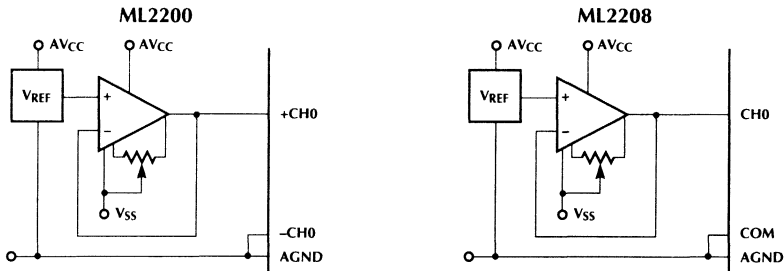 ML2200
AVCC
AVCC
VREF
+
−
+CH0
VSS
−CH0
AGND
ML2208
AVCC
AVCC
VREF
+
−
CH0
VSS
COM
AGND